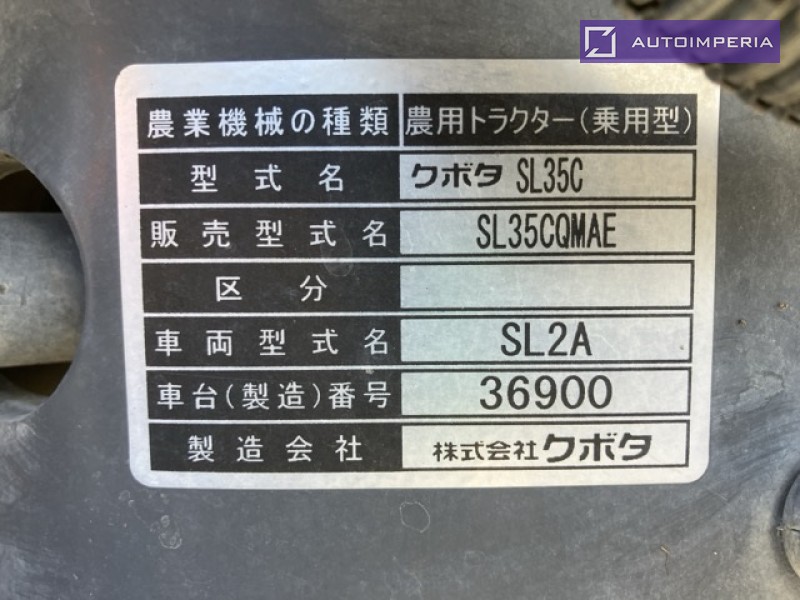 AUTOIMPERIA
農業機械の種類 農用トラクター(乗用型)
型式名 クボタ SL35C
販売型式名 SL35CQMAE
区分
車両型式名 SL2A
車台(製造)番号 36900
製造会社 株式会社クボタ